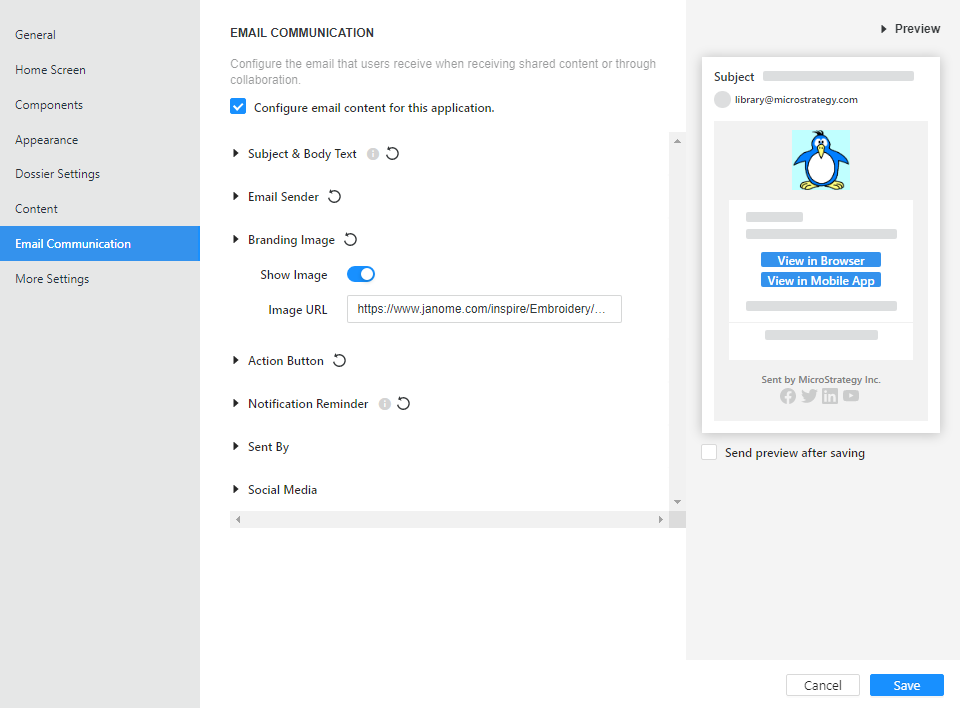 General
Home Screen
Components
Appearance
Dossier Settings
Content
Email Communication
More Settings
EMAIL COMMUNICATION
Configure the email that users receive when receiving shared content or through
collaboration.
Configure email content for this application.
Subject & Body Text
Email Sender
Branding Image
Show Image
Image URL
https://www.janome.com/inspire/Embroidery/…
Action Button
Notification Reminder
Sent By
Social Media
Preview
Subject
library@microstrategy.com
View in Browser
View in Mobile App
Sent by MicroStrategy Inc.
Send preview after saving
Cancel
Save